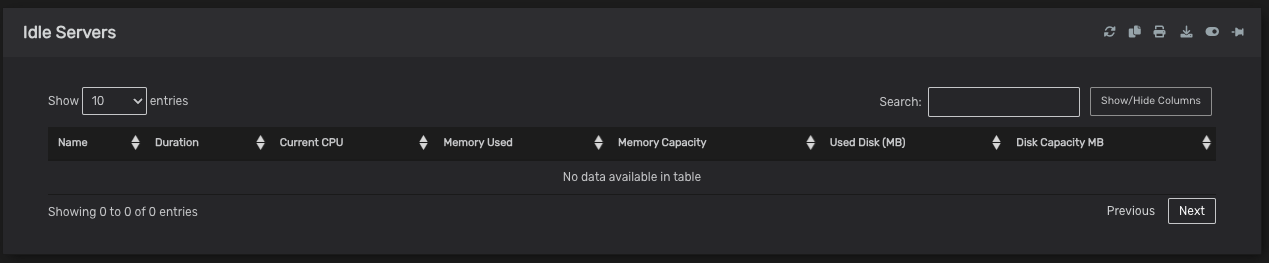 Idle Servers
Show 10 entries Search: Show/Hide Columns
Name Duration Current CPU Memory Used Memory Capacity Used Disk (MB) Disk Capacity MB
No data available in table
Showing 0 to 0 of 0 entries Previous Next